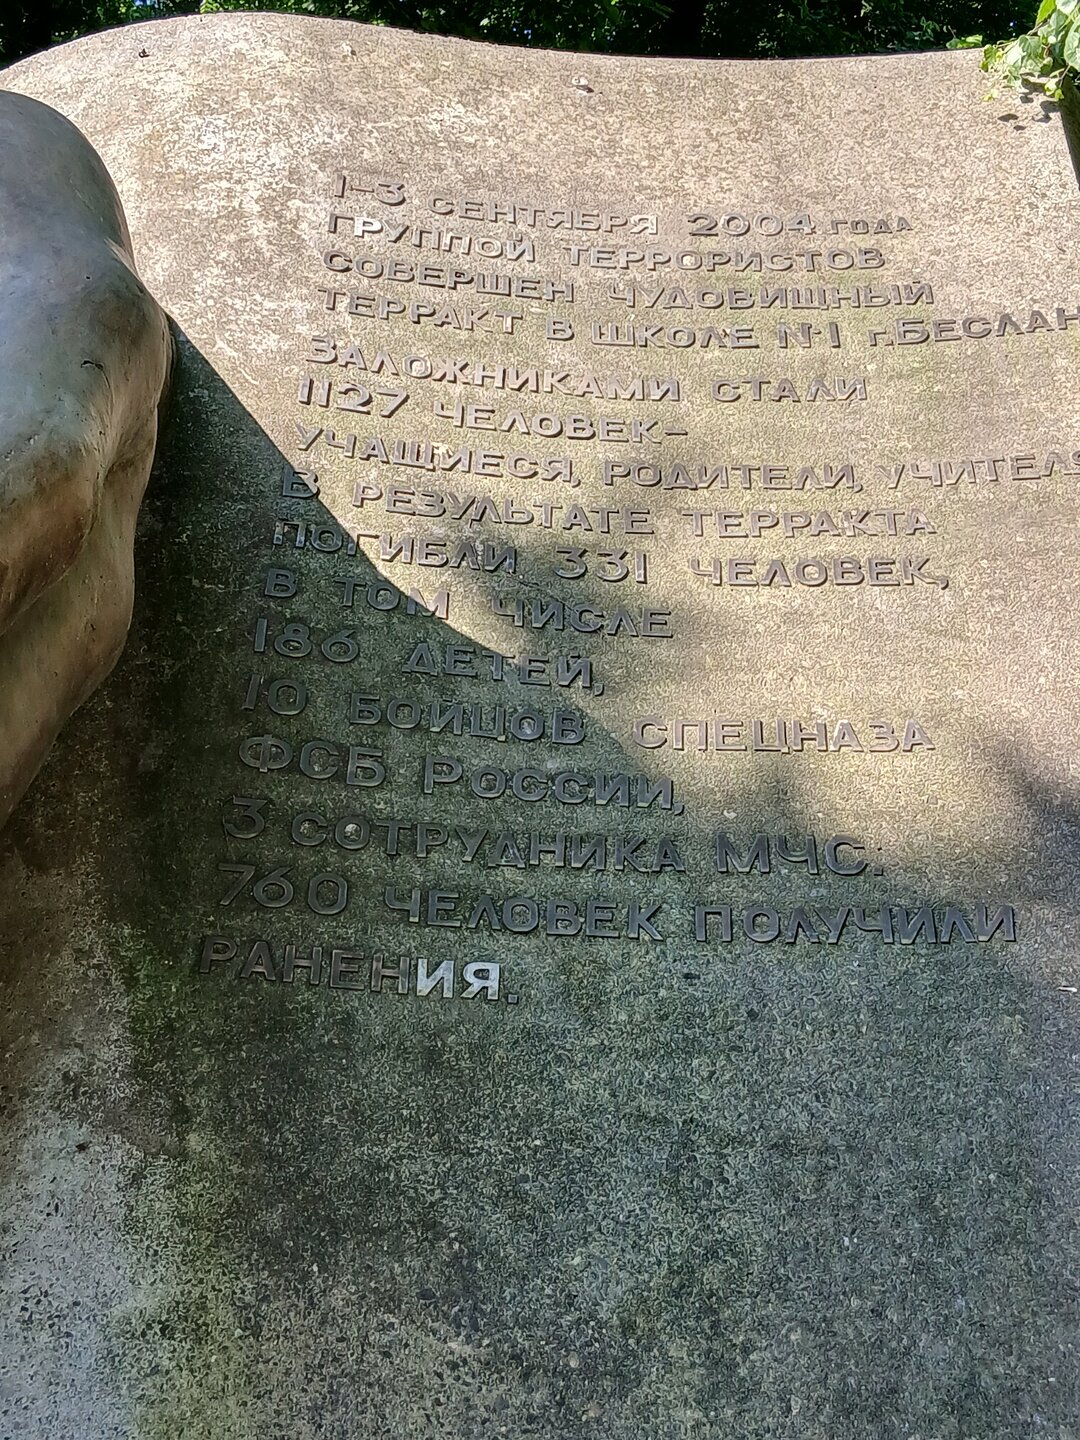 1-3 СЕНТЯБРЯ 2004 ГОДА
ГРУППОЙ ТЕРРОРИСТОВ
СОВЕРШЕН ЧУДОВИЩНЫЙ
ТЕРРАКТ В ШКОЛЕ №1 г.БЕСЛАН
ЗАЛОЖНИКАМИ СТАЛИ
1127 ЧЕЛОВЕК-
УЧАЩИЕСЯ, РОДИТЕЛИ, УЧИТЕЛЯ
В РЕЗУЛЬТАТЕ ТЕРРАКТА
ПОГИБЛИ 331 ЧЕЛОВЕК,
В ТОМ ЧИСЛЕ
186 ДЕТЕЙ,
10 БОЙЦОВ СПЕЦНАЗА
ФСБ РОССИИ,
3 СОТРУДНИКА МЧС.
760 ЧЕЛОВЕК ПОЛУЧИЛИ
РАНЕНИЯ.